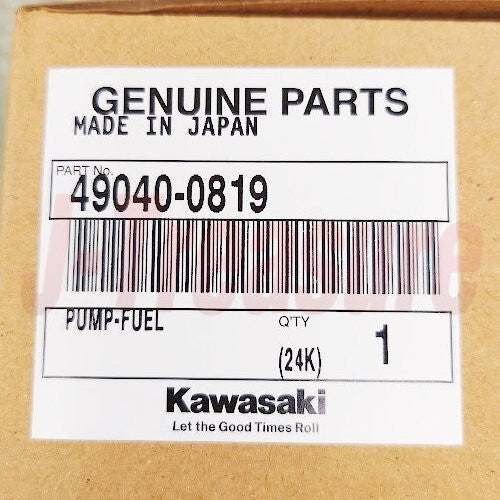 GENUINE PARTS
MADE IN JAPAN
PART No.
49040-0819
J-Treasure
PUMP-FUEL
Q'TY
(24K) 1
Kawasaki
Let the Good Times Roll